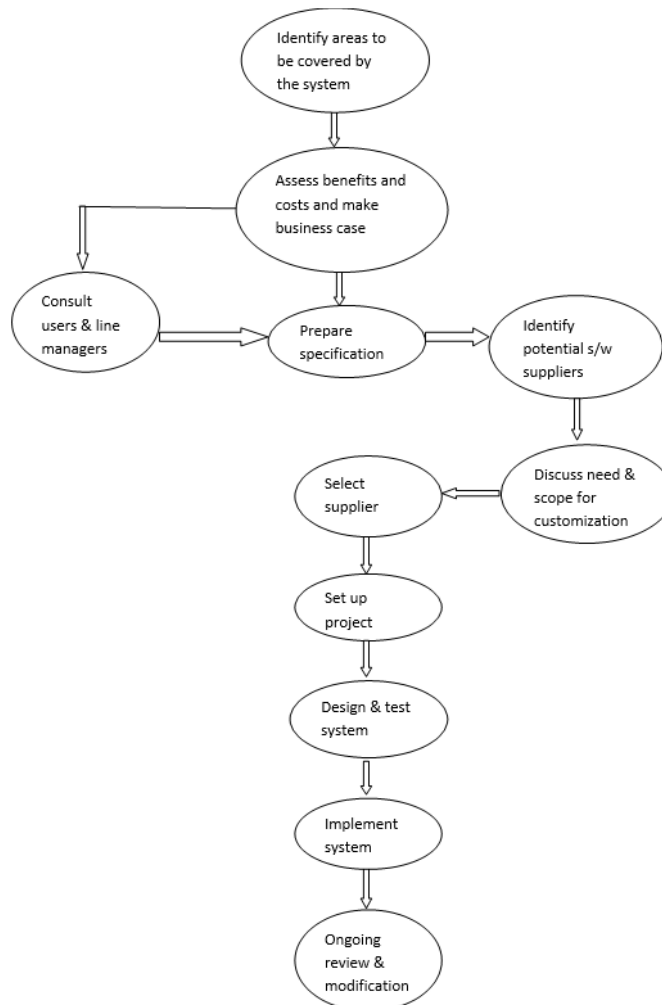 Identify areas to
be covered by
the system
Assess benefits and
costs and make
business case
Consult
users & line
managers
Prepare
specification
Identify
potential s/w
suppliers
Select
supplier
Discuss need &
scope for
customization
Set up
project
Design & test
system
Implement
system
Ongoing
review &
modification